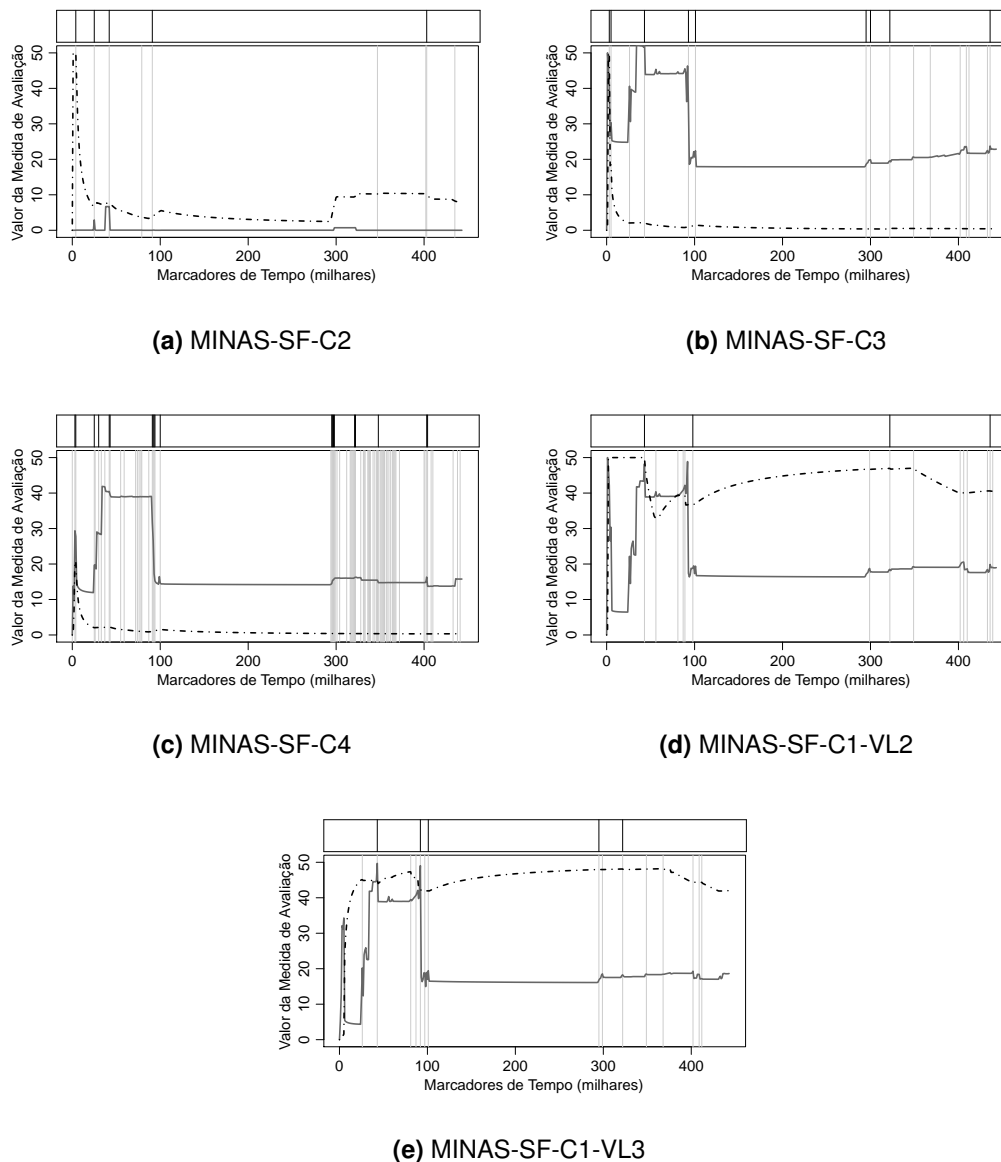 Valor da Medida de Avaliação
50
40
30
20
10
0
0 100 200 300 400
Marcadores de Tempo (milhares)
(a) MINAS-SF-C2
Valor da Medida de Avaliação
50
40
30
20
10
0
0 100 200 300 400
Marcadores de Tempo (milhares)
(b) MINAS-SF-C3
Valor da Medida de Avaliação
50
40
30
20
10
0
0 100 200 300 400
Marcadores de Tempo (milhares)
(c) MINAS-SF-C4
Valor da Medida de Avaliação
50
40
30
20
10
0
0 100 200 300 400
Marcadores de Tempo (milhares)
(d) MINAS-SF-C1-VL2
Valor da Medida de Avaliação
50
40
30
20
10
0
0 100 200 300 400
Marcadores de Tempo (milhares)
(e) MINAS-SF-C1-VL3